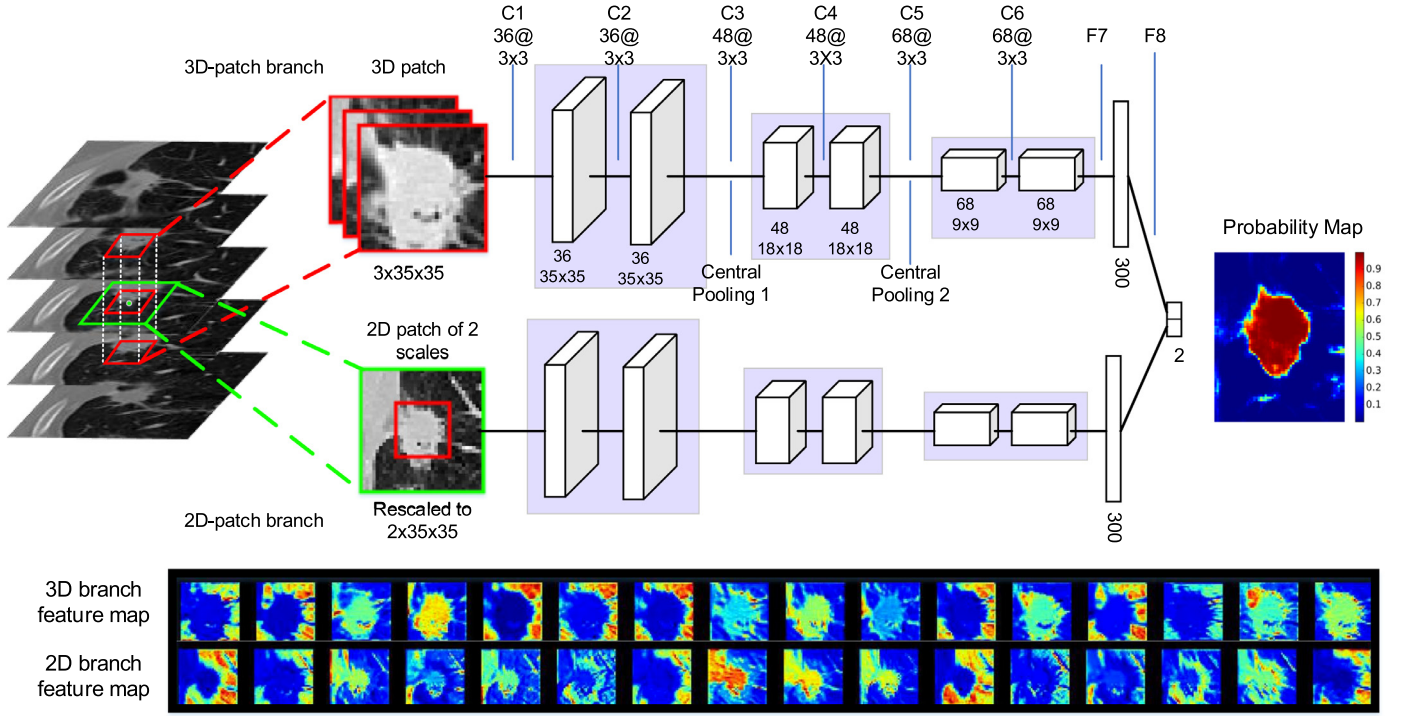 C1
36@
3x3
C2
36@
3x3
C3
48@
3x3
C4
48@
3X3
C5
68@
3x3
C6
68@
3x3
F7
F8
3D-patch branch
3D patch
3x35x35
36
35x35
36
35x35
48
18x18
48
18x18
68
9x9
68
9x9
Central
Pooling 1
Central
Pooling 2
300
2D patch of 2
scales
Rescaled to
2x35x35
2D-patch branch
300
2
Probability Map
0.9
0.8
0.7
0.6
0.5
0.4
0.3
0.2
0.1
3D branch
feature map
2D branch
feature map